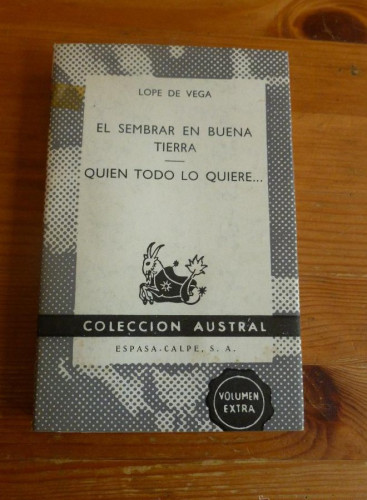 LOPE DE VEGA
EL SEMBRAR EN BUENA
TIERRA
QUIEN TODO LO QUIERE...
COLECCION AUSTRAL
ESPASA-CALPE, S. A.
VOLUMEN
EXTRA